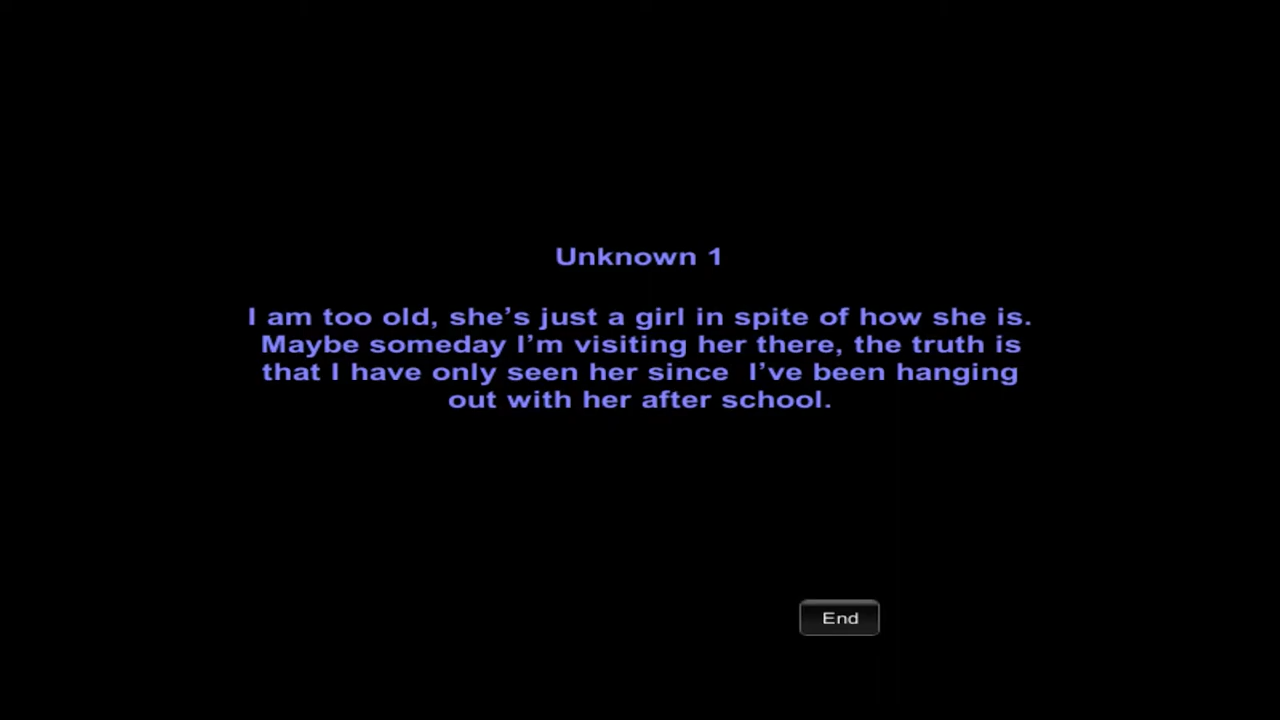 Unknown 1
I am too old, she’s just a girl in spite of how she is.
Maybe someday I’m visiting her there, the truth is
that I have only seen her since  I’ve been hanging
out with her after school.
End